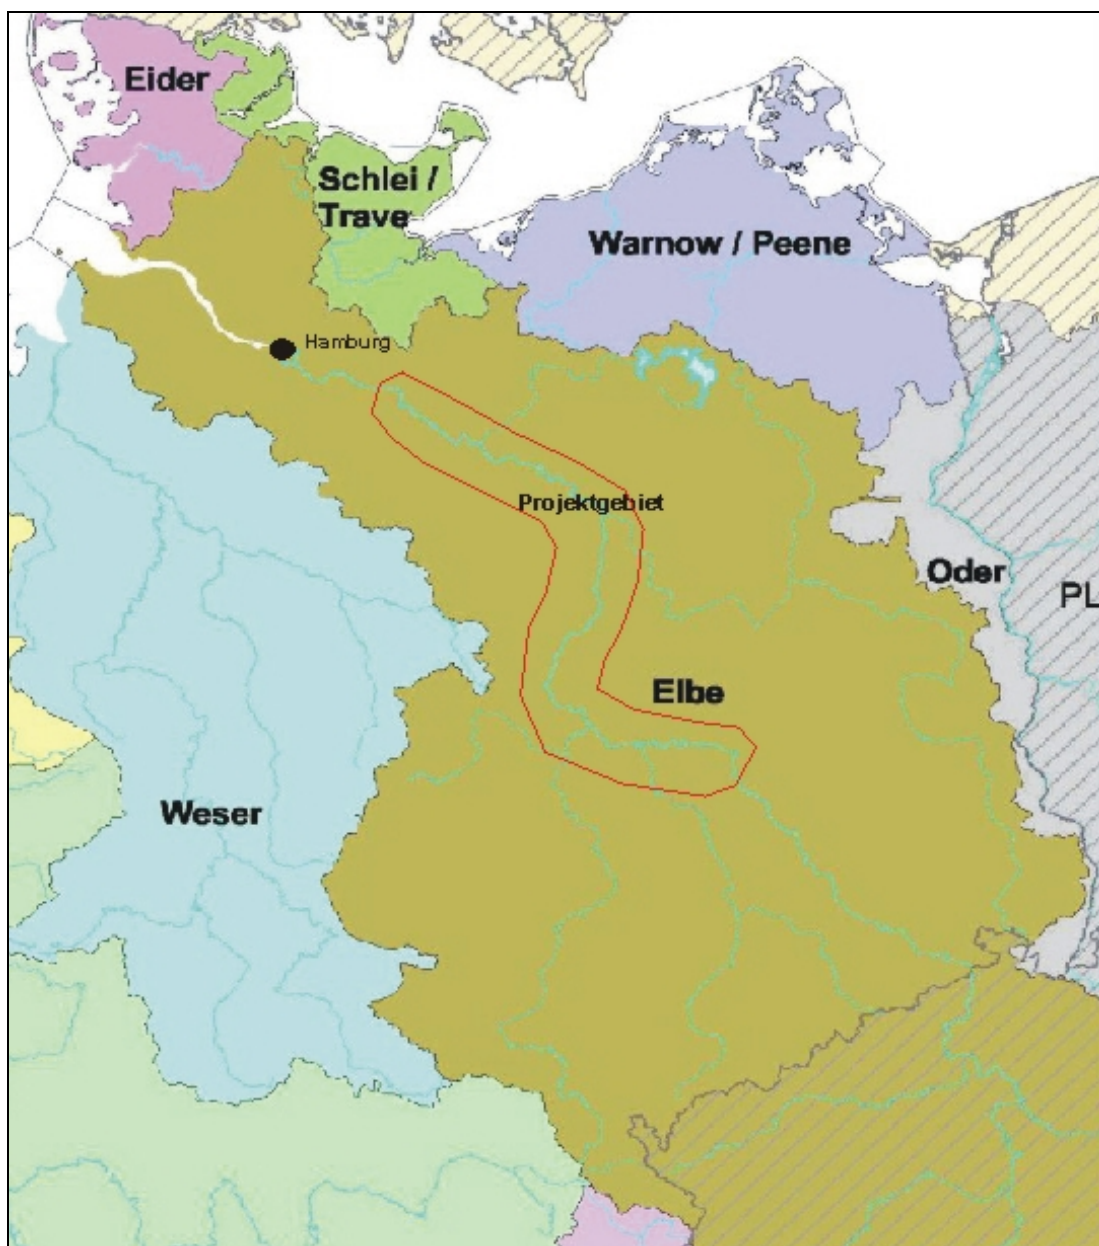 Eider
Schlei /
Trave
Warnow / Peene
Hamburg
Projektgebiet
Oder
PL
Elbe
Weser